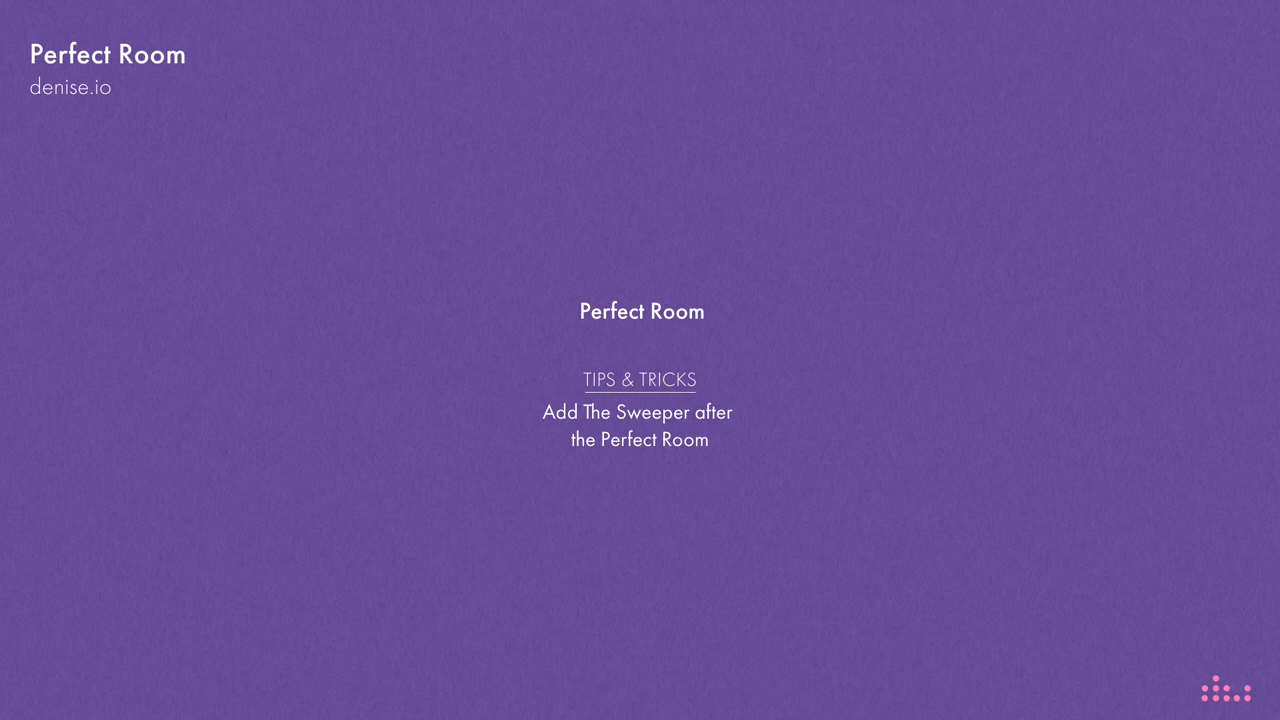 Perfect Room
denise.io
Perfect Room
TIPS & TRICKS
Add The Sweeper after
the Perfect Room